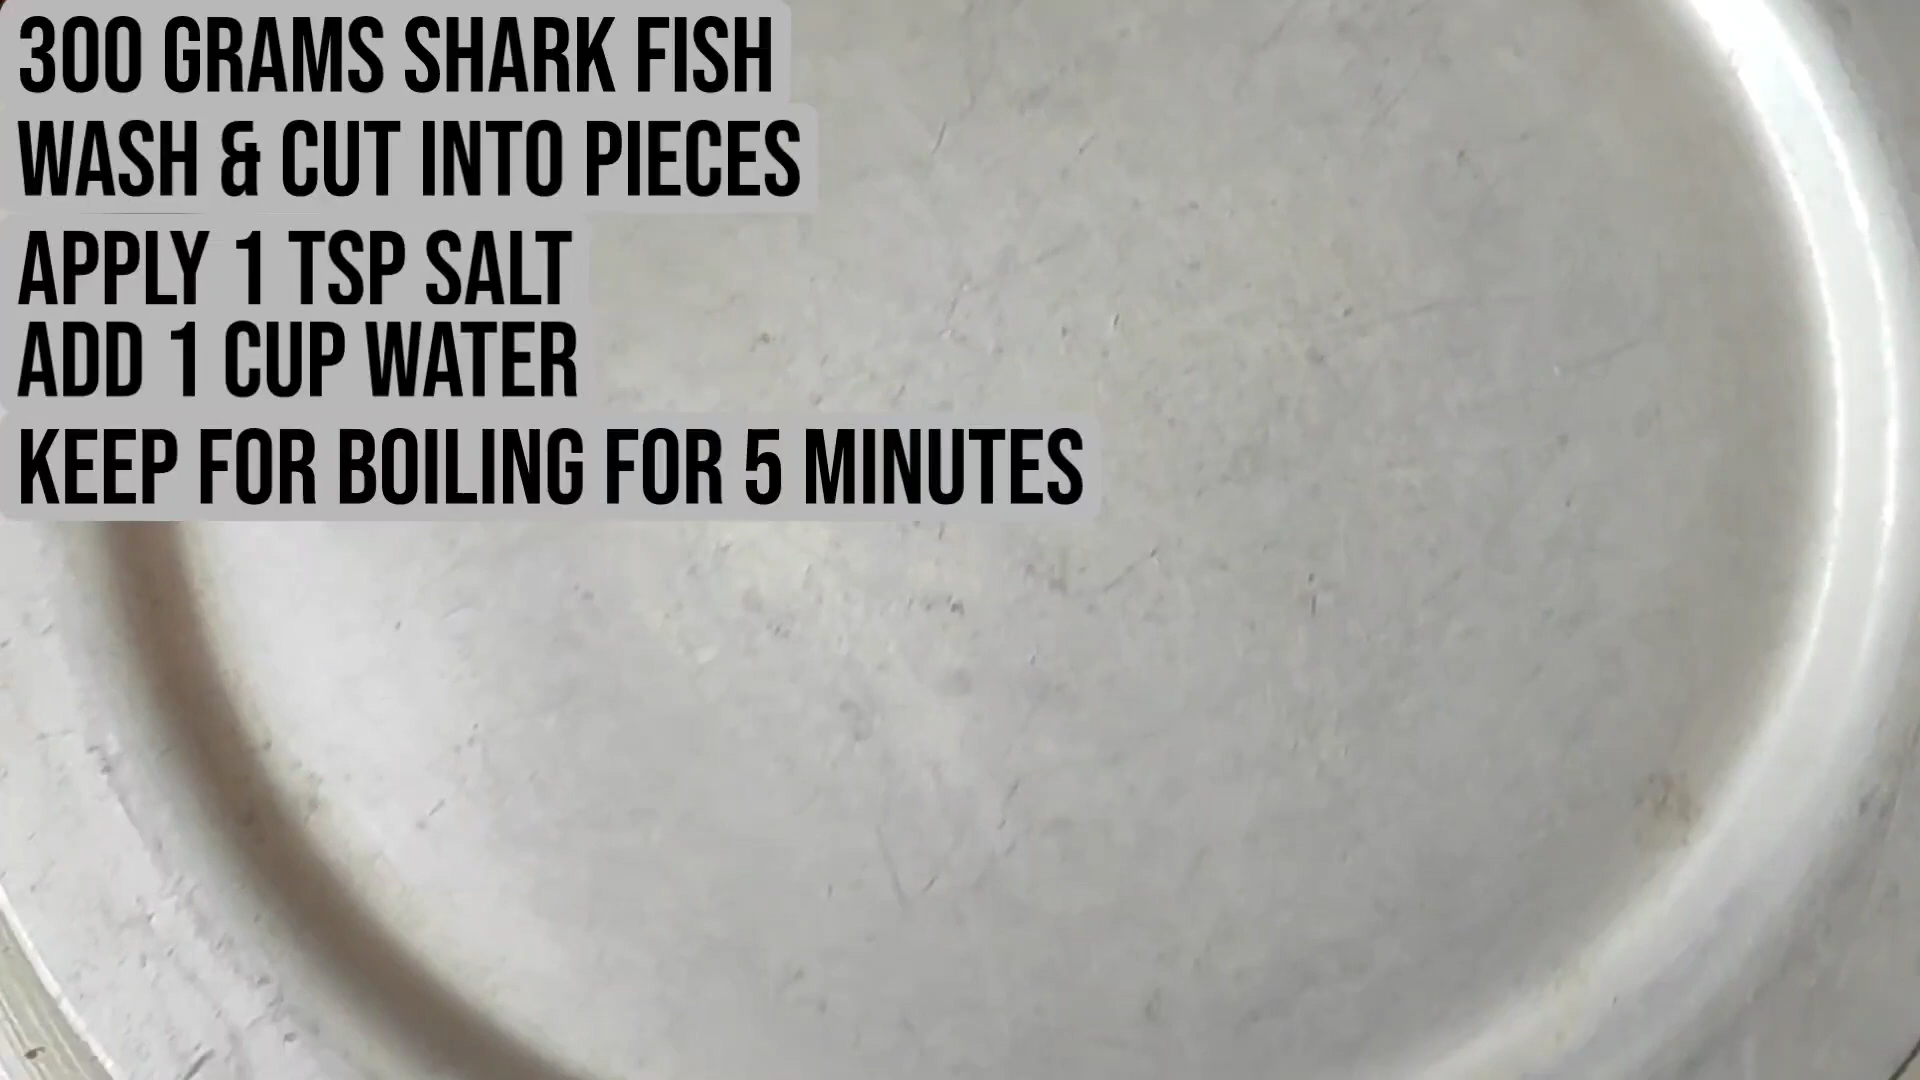 300 GRAMS SHARK FISH
WASH & CUT INTO PIECES
APPLY 1 TSP SALT
ADD 1 CUP WATER
KEEP FOR BOILING FOR 5 MINUTES